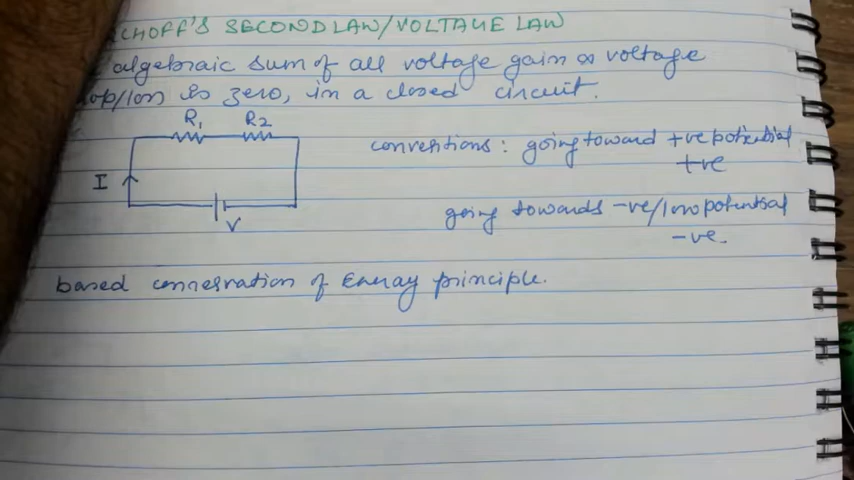 CHOFF'S SECOND LAW/VOLTAGE LAW
algebraic sum of all voltage gain or voltage
op/loss is zero, in a closed circuit.
R1 R2
conventions: going toward +ve potential
+ve
I
going towards -ve/low potential
V
-ve.
based conservation of Energy principle.